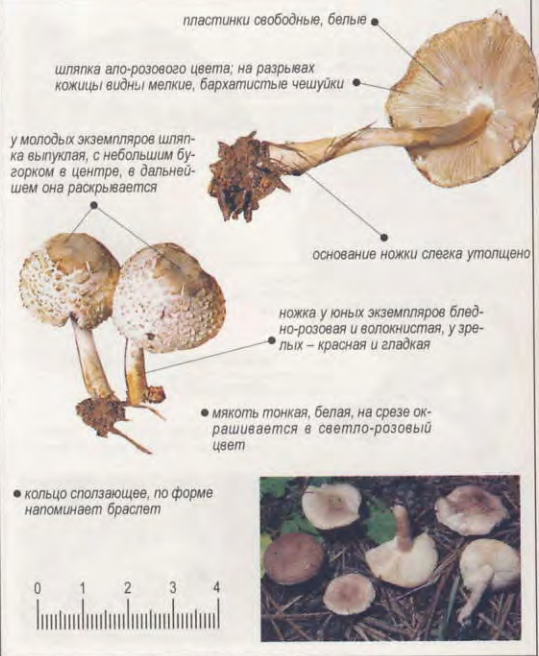 пластинки свободные, белые
шляпка ало-розового цвета; на разрывах
кожицы видны мелкие, бархатистые чешуйки
у молодых экземпляров шляп-
ка выпуклая, с небольшим бу-
горком в центре, в дальней-
шем она раскрывается
основание ножки слегка утолщено
ножка у юных экземпляров блед-
но-розовая и волокнистая, у зре-
лых – красная и гладкая
мякоть тонкая, белая, на срезе ок-
рашивается в светло-розовый
цвет
кольцо сползающее, по форме
напоминает браслет
0 1 2 3 4